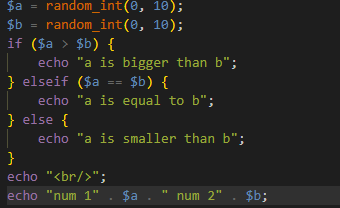 $a = random_int(0, 10);
$b = random_int(0, 10);
if ($a > $b) {
    echo "a is bigger than b";
} elseif ($a == $b) {
    echo "a is equal to b";
} else {
    echo "a is smaller than b";
}
echo "<br/>";
echo "num 1" . $a . " num 2" . $b;